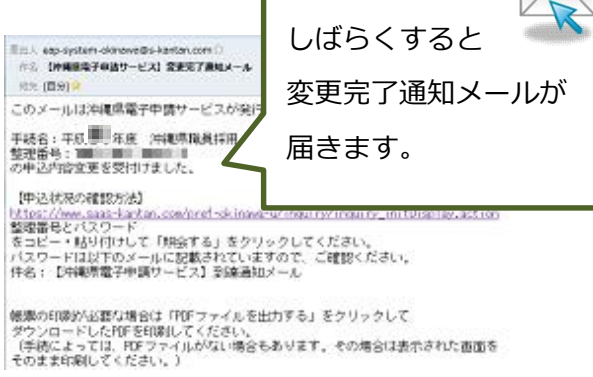 しばらくすると
変更完了通知メールが
届きます。
差出人 eap-system-okinawa@s-kantan.com
件名 【沖縄県電子申請サービス】変更完了通知メール
宛先 (自分)
このメールは沖縄県電子申請サービスが発行
手続名：平成 年度 沖縄県職員採用
整理番号：
の申込内容変更を受付けました。
【申込状況の確認方法】
https://www.saas-kantan.com/pref-okinawa-u/inquiry/inquiry_initDisplay.action
整理番号とパスワード
をコピー・貼り付けして「照会する」をクリックしてください。
パスワードは以下のメールに記載されていますので、ご確認ください。
件名：【沖縄県電子申請サービス】到達通知メール
帳票の印刷が必要な場合は「PDFファイルを出力する」をクリックして
ダウンロードしたPDFを印刷してください。
（手続によっては、PDFファイルがない場合もあります。その場合は表示された画面を
そのまま印刷してください。）